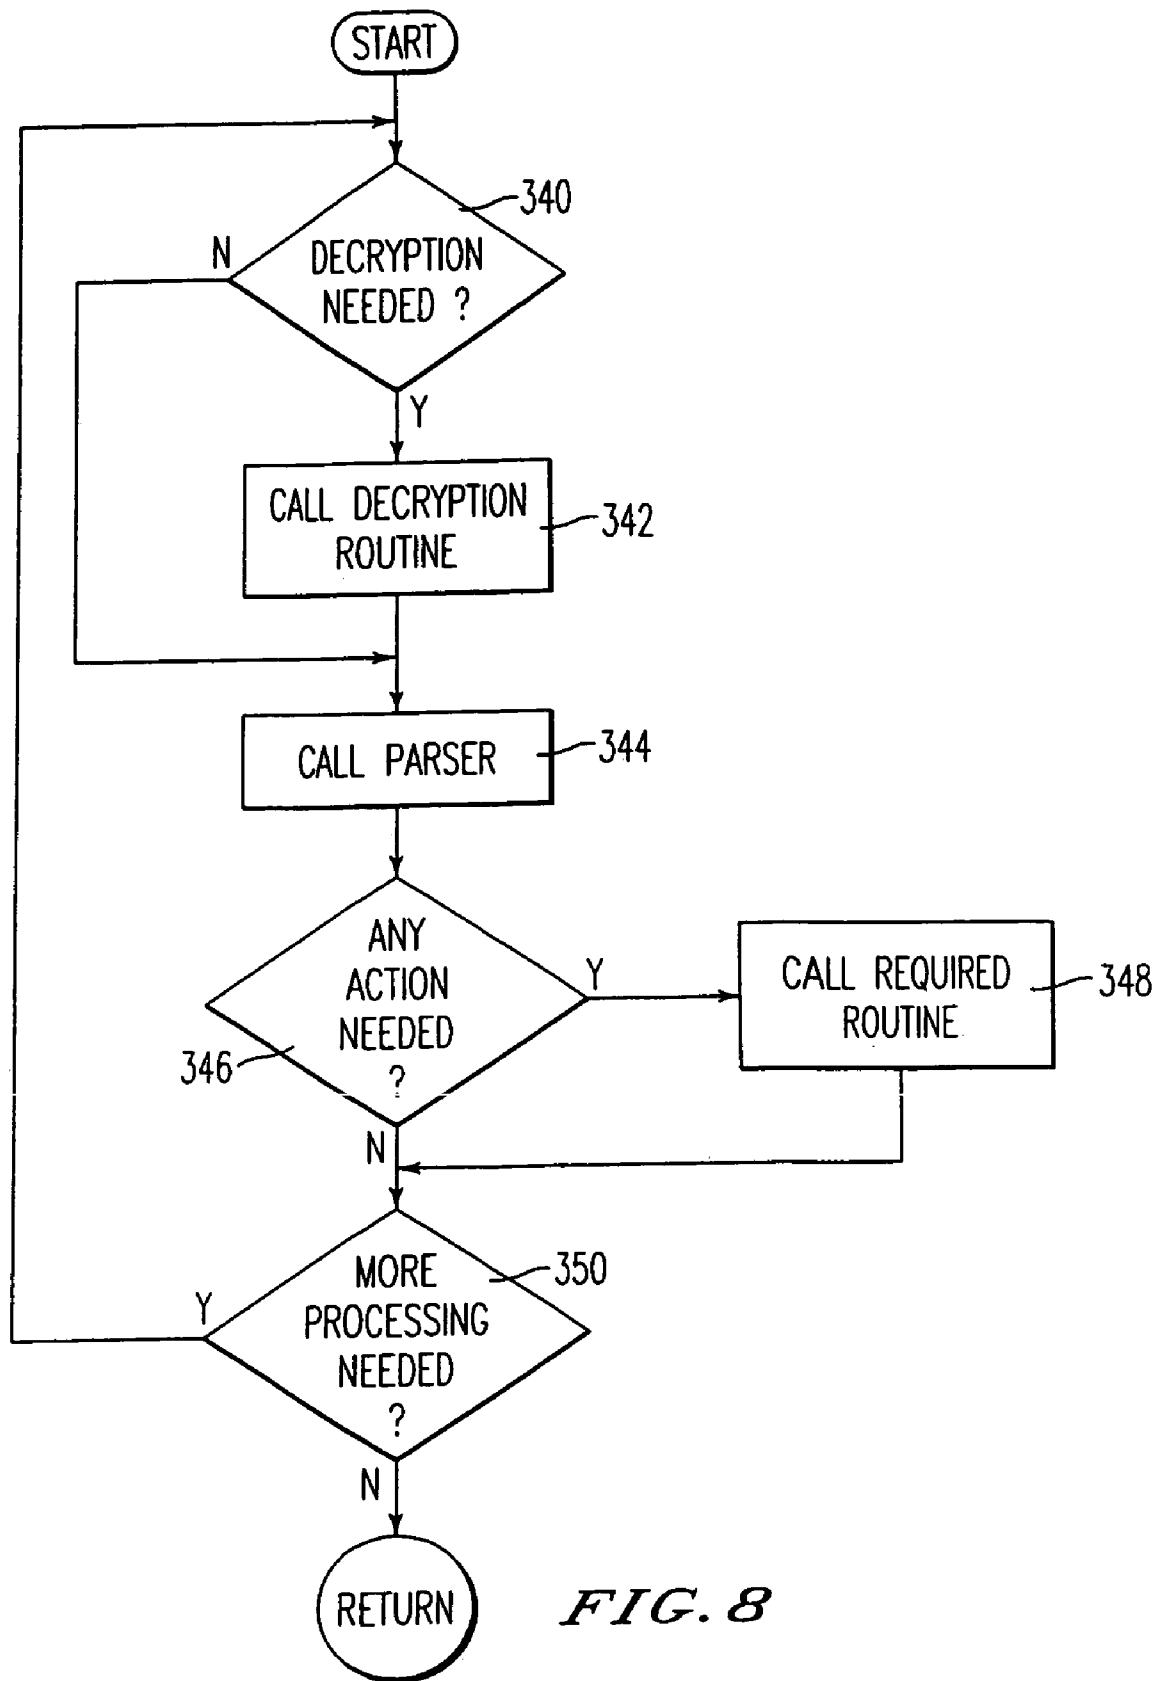 START
340
N
DECRYPTION
NEEDED ?
Y
CALL DECRYPTION
ROUTINE
342
CALL PARSER
344
ANY
ACTION
NEEDED
?
346
Y
CALL REQUIRED
ROUTINE
348
N
MORE
PROCESSING
NEEDED
?
350
Y
N
RETURN
FIG. 8